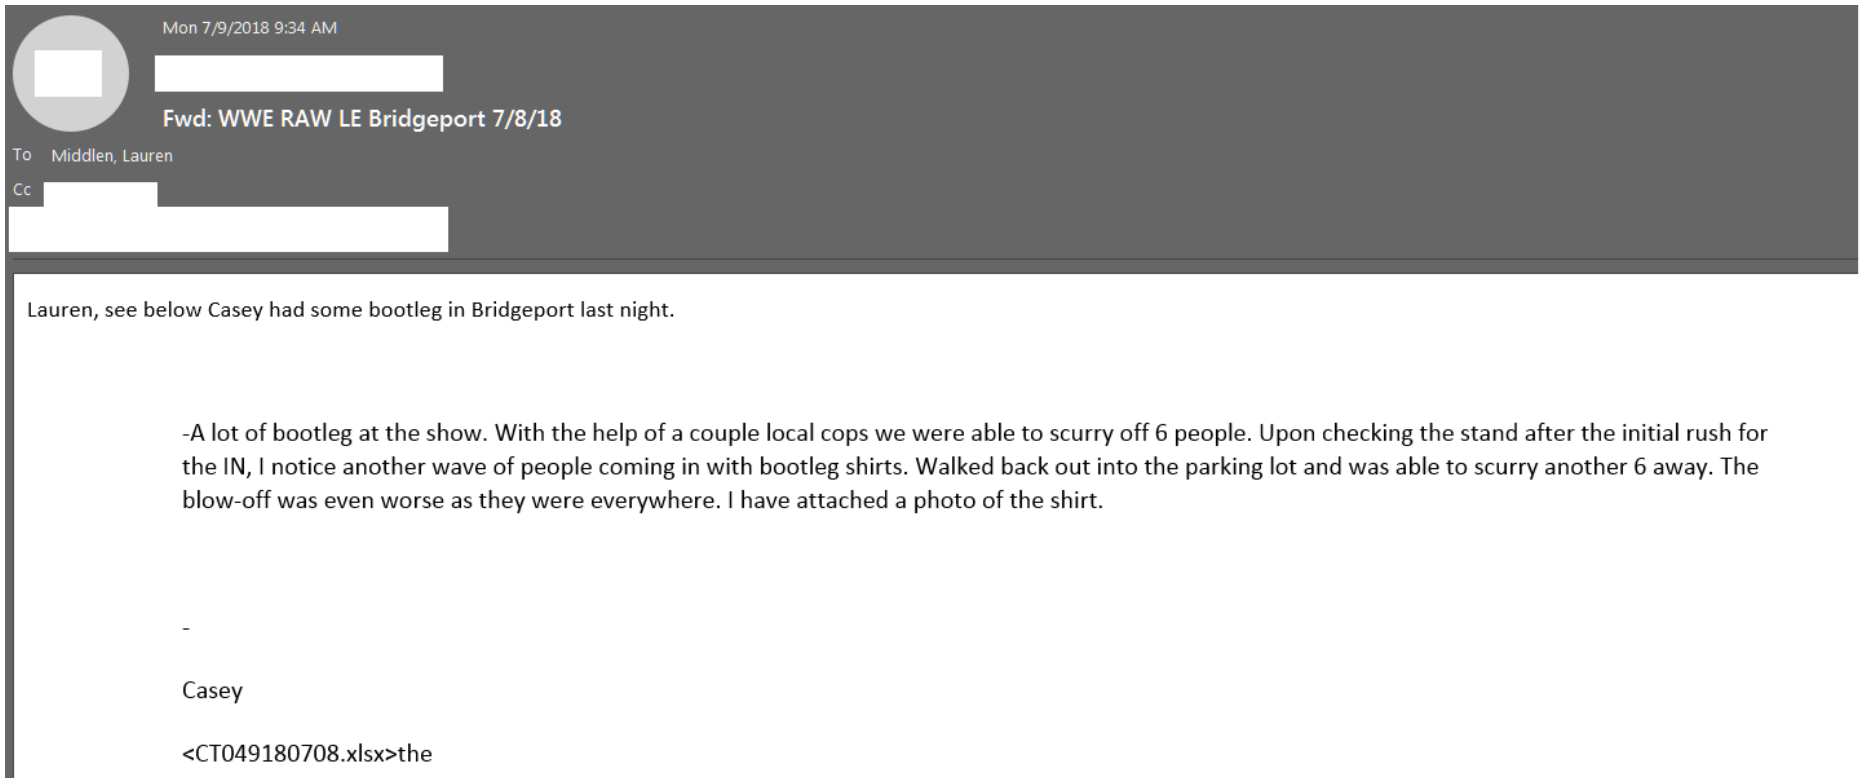 Mon 7/9/2018 9:34 AM
Fwd: WWE RAW LE Bridgeport 7/8/18
To Middlen, Lauren
Cc
Lauren, see below Casey had some bootleg in Bridgeport last night.
-A lot of bootleg at the show. With the help of a couple local cops we were able to scurry off 6 people. Upon checking the stand after the initial rush for
the IN, I notice another wave of people coming in with bootleg shirts. Walked back out into the parking lot and was able to scurry another 6 away. The
blow-off was even worse as they were everywhere. I have attached a photo of the shirt.
-
Casey
<CT049180708.xlsx>the